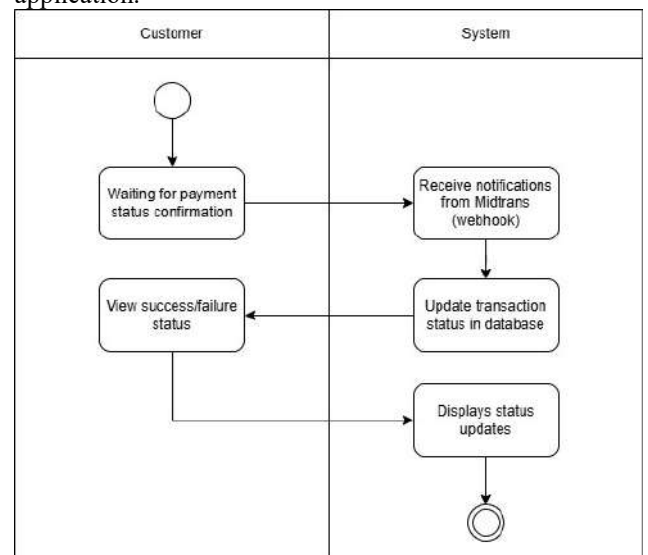 application.
Customer
System
Waiting for payment
status confirmation
Receive notifications
from Midtrans
(webhook)
View success/failure
status
Update transaction
status in database
Displays status
updates